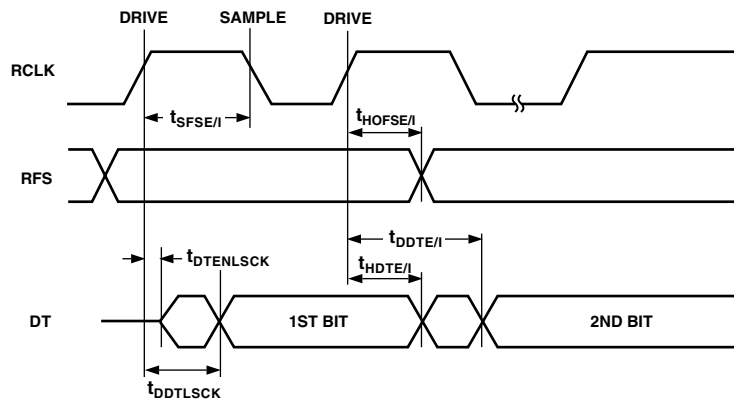 DRIVE SAMPLE DRIVE
RCLK
tSFSE/I
tHOFSE/I
RFS
tDDTE/I
tDTENLSCK
tHDTE/I
DT
1ST BIT
2ND BIT
tDDTLSCK